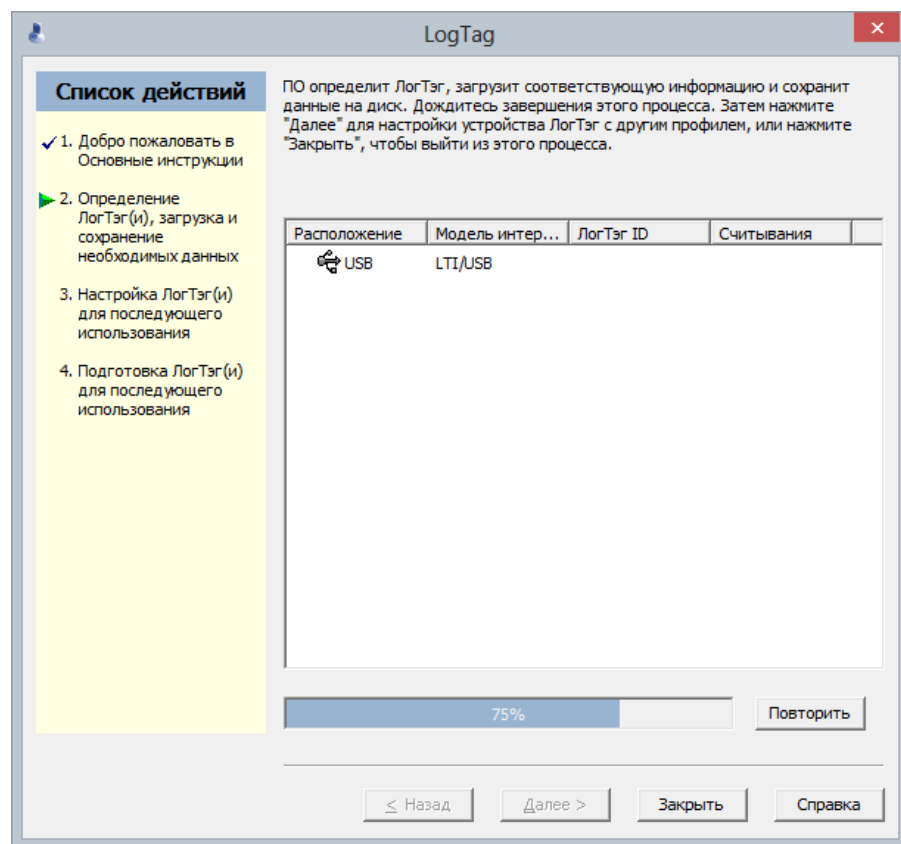 LogTag
Список действий
1. Добро пожаловать в
Основные инструкции
2. Определение
ЛогТэг(и), загрузка и
сохранение
необходимых данных
3. Настройка ЛогТэг(и)
для последующего
использования
4. Подготовка ЛогТэг(и)
для последующего
использования
ПО определит ЛогТэг, загрузит соответствующую информацию и сохранит
данные на диск. Дождитесь завершения этого процесса. Затем нажмите
"Далее" для настройки устройства ЛогТэг с другим профилем, или нажмите
"Закрыть", чтобы выйти из этого процесса.
Расположение Модель интер... ЛогТэг ID Считывания
USB LTI/USB
75% Повторить
< Назад Далее > Закрыть Справка